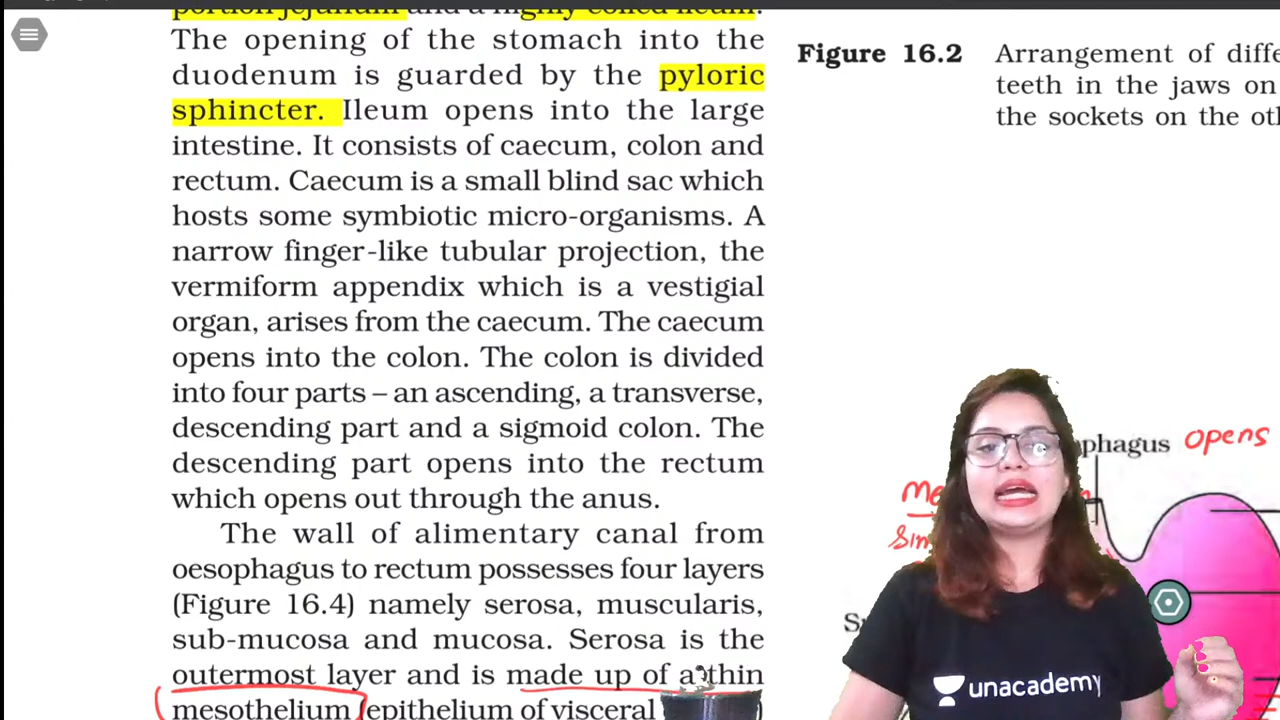 portion jejunum and a highly coiled ileum.
The opening of the stomach into the
duodenum is guarded by the pyloric
sphincter. Ileum opens into the large
intestine. It consists of caecum, colon and
rectum. Caecum is a small blind sac which
hosts some symbiotic micro-organisms. A
narrow finger-like tubular projection, the
vermiform appendix which is a vestigial
organ, arises from the caecum. The caecum
opens into the colon. The colon is divided
into four parts – an ascending, a transverse,
descending part and a sigmoid colon. The
descending part opens into the rectum
which opens out through the anus.
The wall of alimentary canal from
oesophagus to rectum possesses four layers
(Figure 16.4) namely serosa, muscularis,
sub-mucosa and mucosa. Serosa is the
outermost layer and is made up of a thin
mesothelium (epithelium of visceral
Figure 16.2 Arrangement of diffe
teeth in the jaws on
the sockets on the oth
phagus opens
unacademy